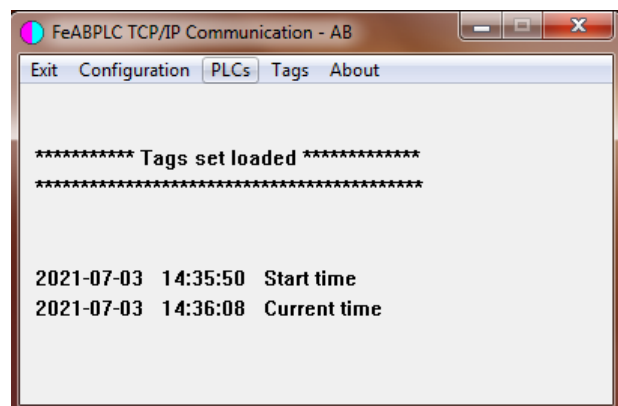 FeABPLC TCP/IP Communication - AB
Exit Configuration PLCs Tags About
*********** Tags set loaded *************
*******************************************
2021-07-03 14:35:50 Start time
2021-07-03 14:36:08 Current time